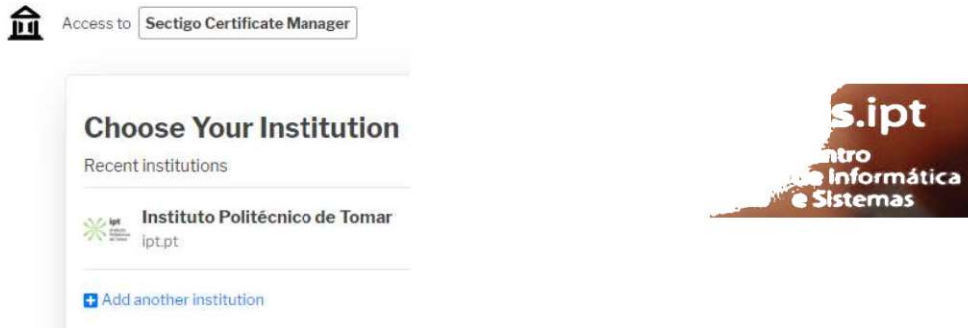 Access to Sectigo Certificate Manager
Choose Your Institution
Recent institutions
ipt
Instituto Politécnico de Tomar
ipt.pt
Add another institution
s.ipt
ntro
e Informática
e Sistemas